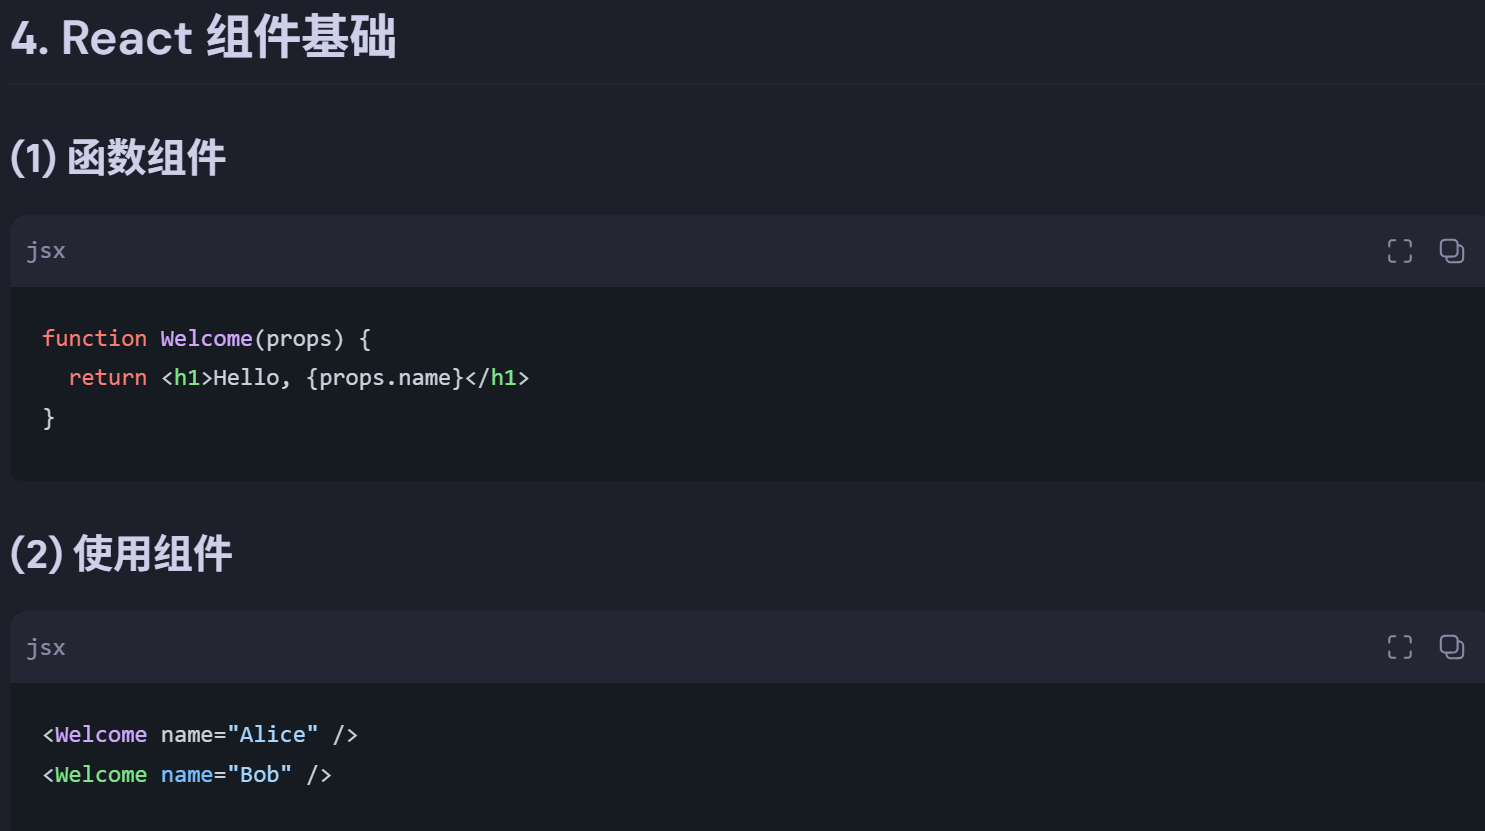 4. React 组件基础
(1) 函数组件
jsx
function Welcome(props) {
  return <h1>Hello, {props.name}</h1>
}
(2) 使用组件
jsx
<Welcome name="Alice" />
<Welcome name="Bob" />